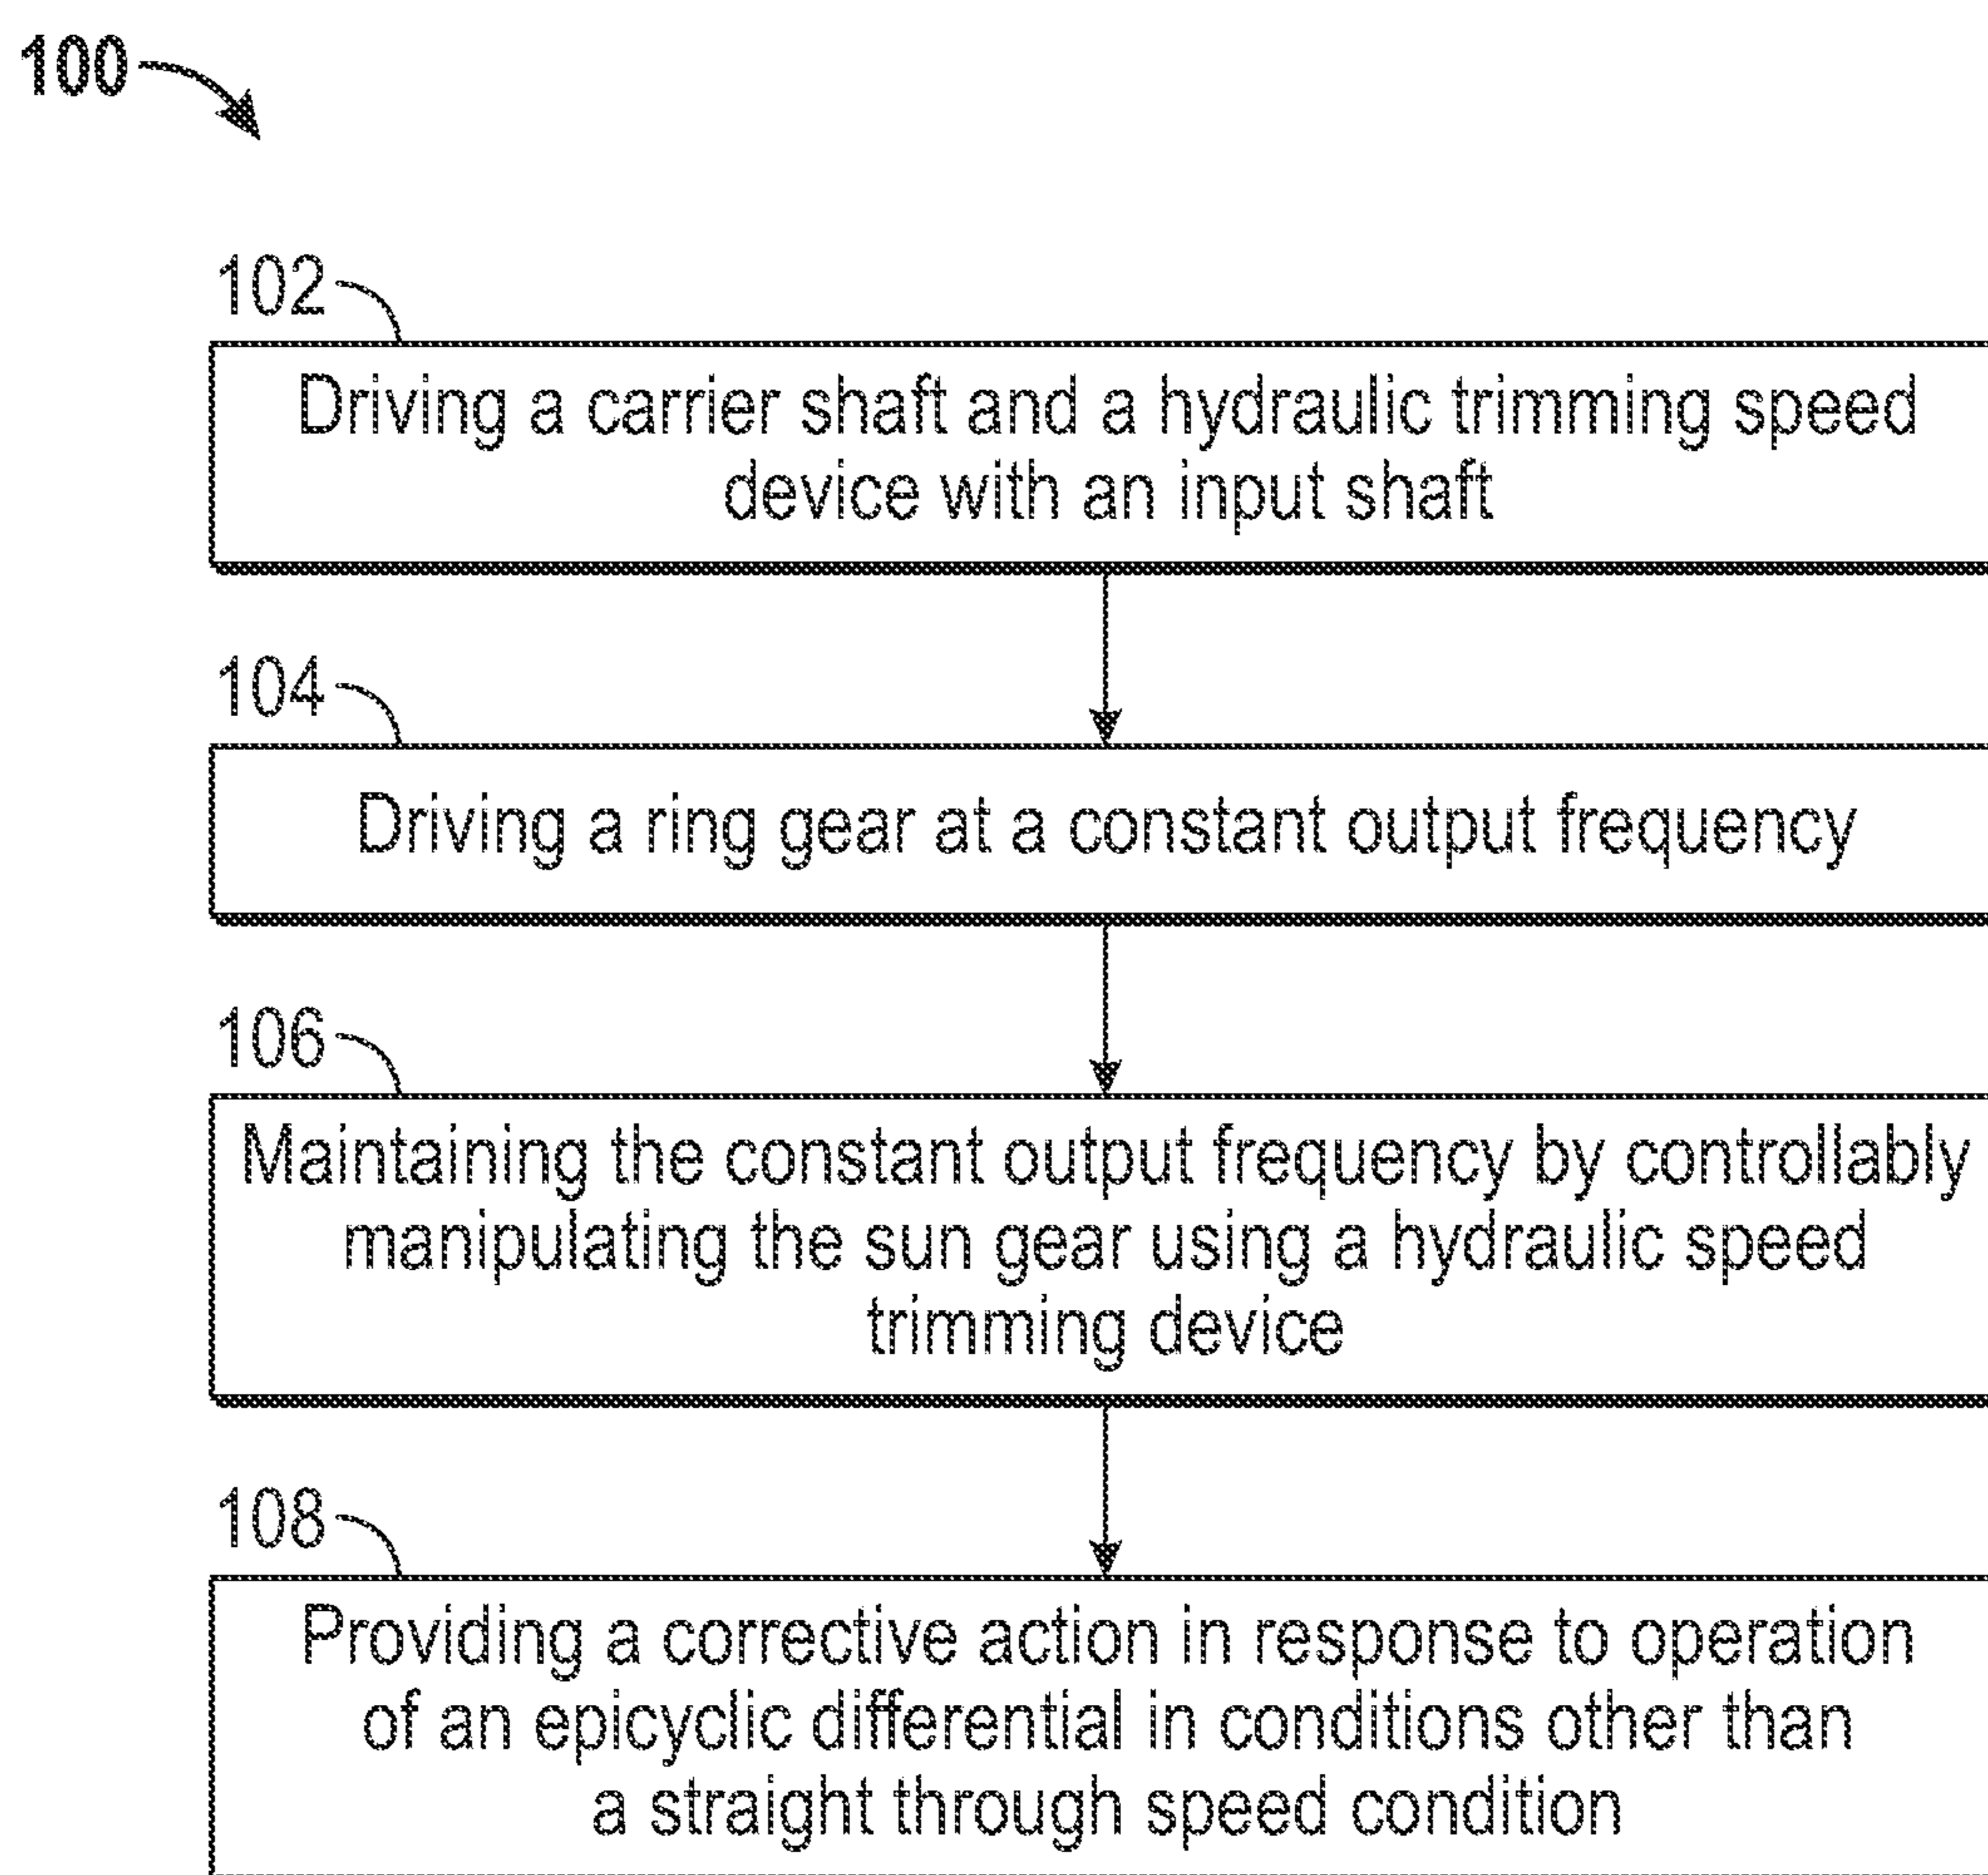 100
102
Driving a carrier shaft and a hydraulic trimming speed
device with an input shaft
104
Driving a ring gear at a constant output frequency
106
Maintaining the constant output frequency by controllably
manipulating the sun gear using a hydraulic speed
trimming device
108
Providing a corrective action in response to operation
of an epicyclic differential in conditions other than
a straight through speed condition